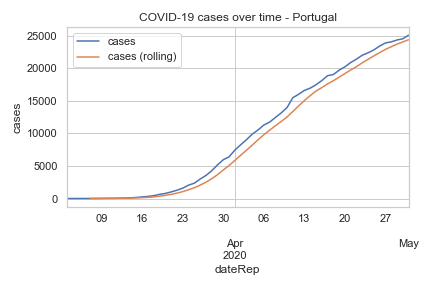 COVID-19 cases over time - Portugal
cases
cases (rolling)
25000
20000
15000
10000
5000
0
cases
09 16 23 30 06 13 20 27
Apr May
2020
dateRep